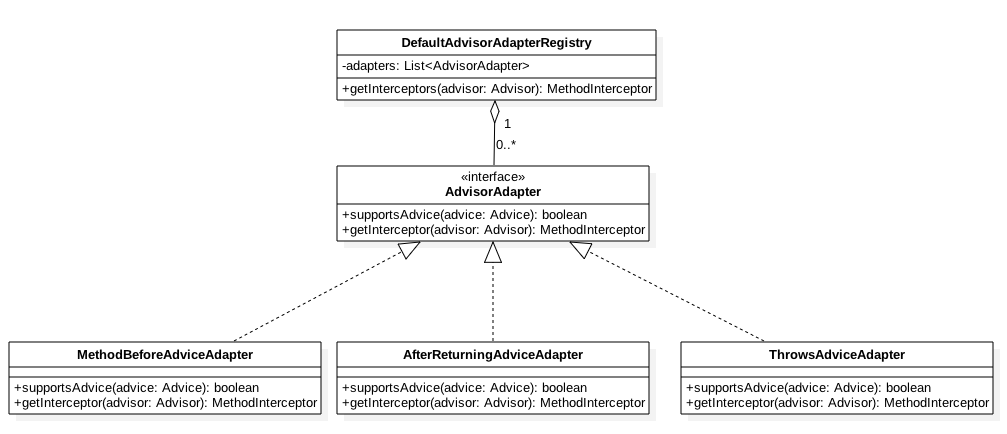 DefaultAdvisorAdapterRegistry
-adapters: List<AdvisorAdapter>
+getInterceptors(advisor: Advisor): MethodInterceptor
1
0..*
«interface»
AdvisorAdapter
+supportsAdvice(advice: Advice): boolean
+getInterceptor(advisor: Advisor): MethodInterceptor
MethodBeforeAdviceAdapter
+supportsAdvice(advice: Advice): boolean
+getInterceptor(advisor: Advisor): MethodInterceptor
AfterReturningAdviceAdapter
+supportsAdvice(advice: Advice): boolean
+getInterceptor(advisor: Advisor): MethodInterceptor
ThrowsAdviceAdapter
+supportsAdvice(advice: Advice): boolean
+getInterceptor(advisor: Advisor): MethodInterceptor